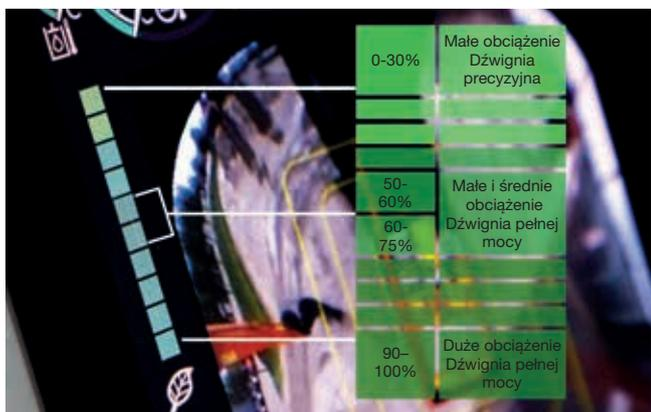 0-30%
Małe obciążenie
Dźwignia
precyzyjna
50-
60%
60-
75%
Małe i średnie
obciążenie
Dźwignia pełnej
mocy
90–
100%
Duże obciążenie
Dźwignia pełnej
mocy